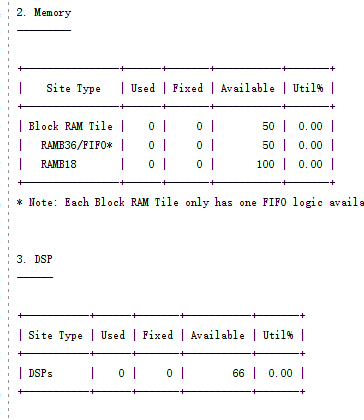 2. Memory
---------
+----------------+------+-------+-----------+-------+
|    Site Type   | Used | Fixed | Available | Util% |
+----------------+------+-------+-----------+-------+
| Block RAM Tile |    0 |     0 |        50 |  0.00 |
|   RAMB36/FIFO* |    0 |     0 |        50 |  0.00 |
|   RAMB18       |    0 |     0 |       100 |  0.00 |
+----------------+------+-------+-----------+-------+
* Note: Each Block RAM Tile only has one FIFO logic availa
3. DSP
------
+-----------+------+-------+-----------+-------+
| Site Type | Used | Fixed | Available | Util% |
+-----------+------+-------+-----------+-------+
| DSPs      |    0 |     0 |        66 |  0.00 |
+-----------+------+-------+-----------+-------+